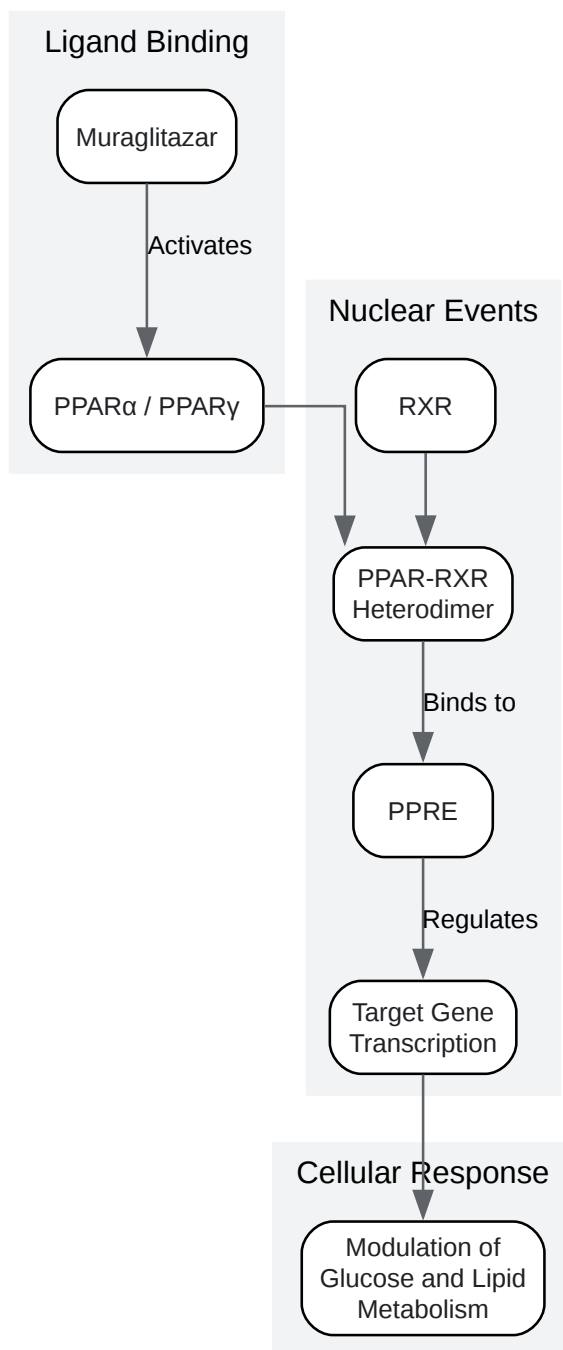 Ligand Binding
Muraglitazar
Activates
PPARα / PPARγ
Nuclear Events
RXR
PPAR-RXR
Heterodimer
Binds to
PPRE
Regulates
Target Gene
Transcription
Cellular Response
Modulation of
Glucose and Lipid
Metabolism